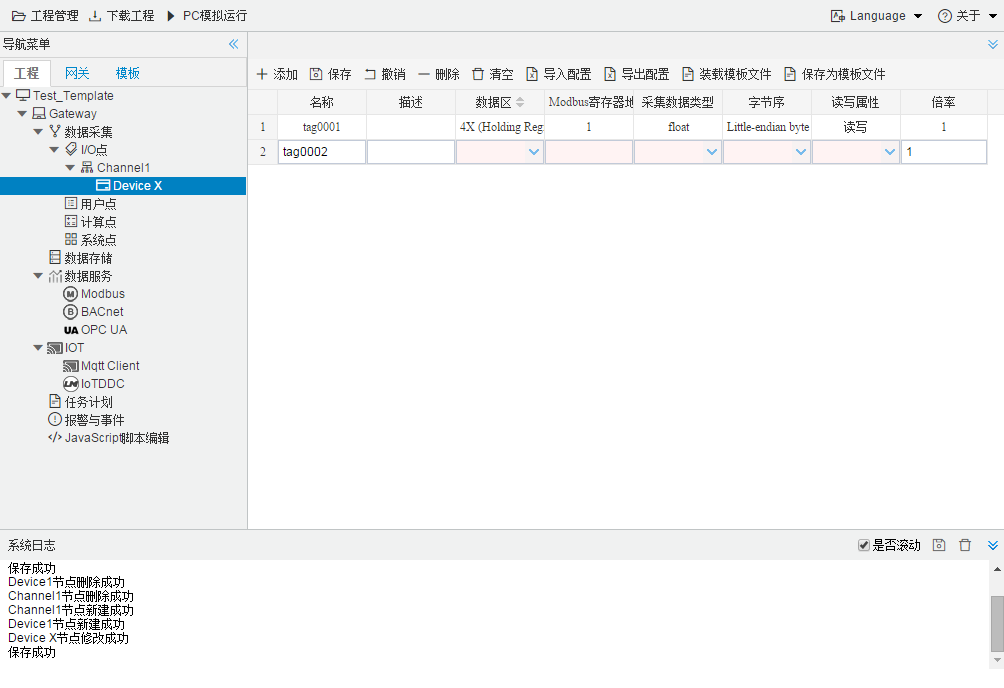 工程管理 下载工程 PC模拟运行 Language 关于
导航菜单
工程 网关 模板
添加 保存 撤销 删除 清空 导入配置 导出配置 装载模板文件 保存为模板文件
Test_Template
Gateway
数据采集
I/O点
Channel1
Device X
用户点
计算点
系统点
数据存储
数据服务
Modbus
BACnet
UA OPC UA
IOT
Mqtt Client
IoTDDC
任务计划
报警与事件
JavaScript脚本编辑
名称 描述 数据区 Modbus寄存器地 采集数据类型 字节序 读写属性 倍率
1 tag0001 4X (Holding Reg 1 float Little-endian byte 读写 1
2 tag0002 1
系统日志 是否滚动
保存成功
Device1节点删除成功
Channel1节点删除成功
Channel1节点新建成功
Device1节点新建成功
Device X节点修改成功
保存成功